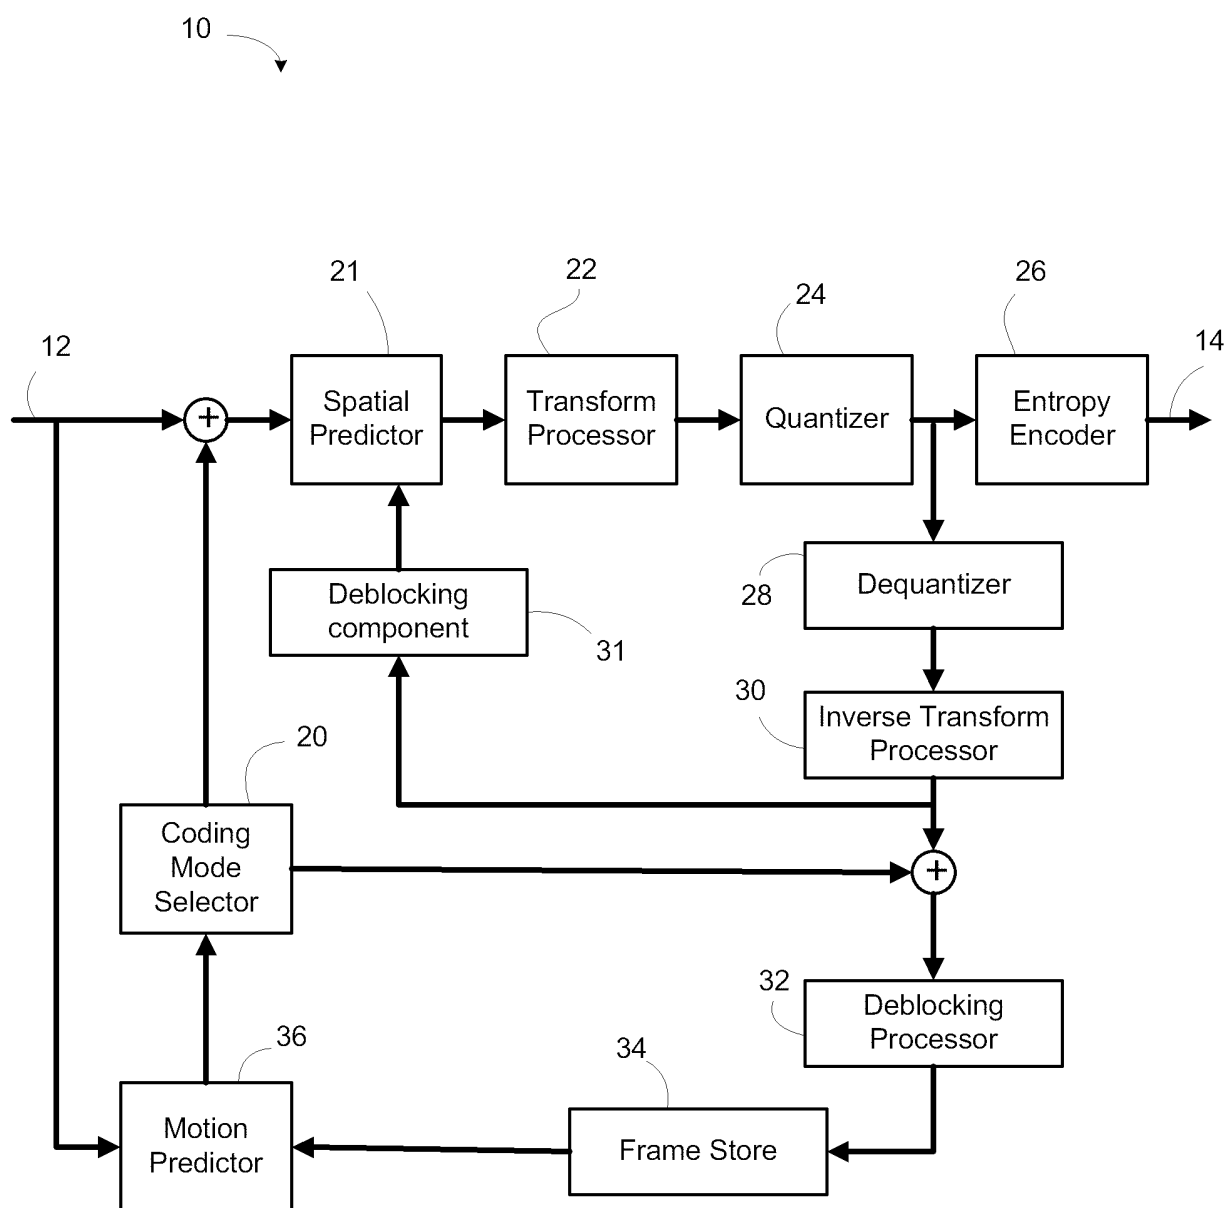 10
21
22
24
26
12
14
+
Spatial
Predictor
Transform
Processor
Quantizer
Entropy
Encoder
Deblocking
component
31
28
Dequantizer
30
Inverse Transform
Processor
20
Coding
Mode
Selector
+
32
Deblocking
Processor
36
34
Motion
Predictor
Frame Store